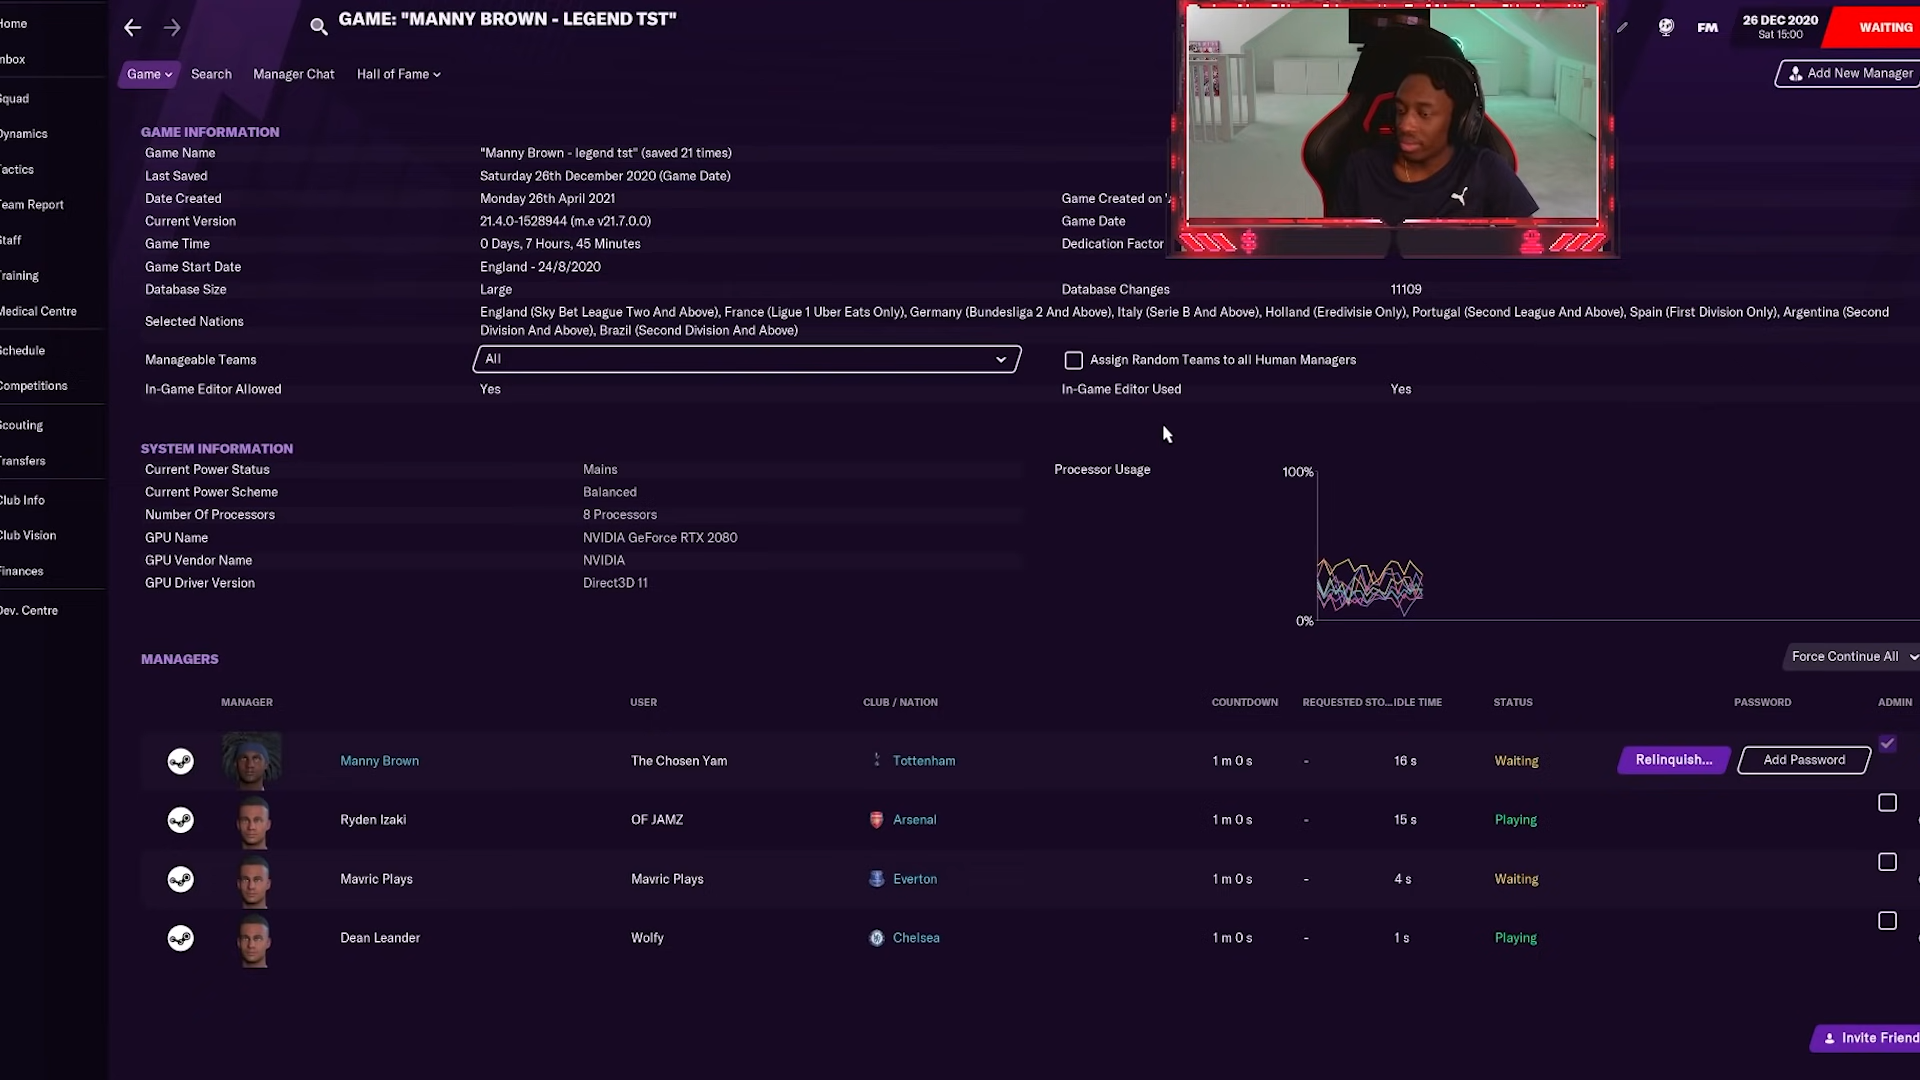 GAME: "MANNY BROWN - LEGEND TST"
FM
26 DEC 2020
Sat 15:00
WAITING
Game
Search
Manager Chat
Hall of Fame
Add New Manager
Home
Inbox
Squad
Dynamics
Tactics
Team Report
Staff
Training
Medical Centre
Schedule
Competitions
Scouting
Transfers
Club Info
Club Vision
Finances
Dev. Centre
GAME INFORMATION
Game Name "Manny Brown - legend tst" (saved 21 times)
Last Saved Saturday 26th December 2020 (Game Date)
Date Created Monday 26th April 2021 Game Created on
Current Version 21.4.0-1528944 (m.e v21.7.0.0) Game Date
Game Time 0 Days, 7 Hours, 45 Minutes Dedication Factor
Game Start Date England - 24/8/2020
Database Size Large Database Changes 11109
Selected Nations England (Sky Bet League Two And Above), France (Ligue 1 Uber Eats Only), Germany (Bundesliga 2 And Above), Italy (Serie B And Above), Holland (Eredivisie Only), Portugal (Second League And Above), Spain (First Division Only), Argentina (Second
Division And Above), Brazil (Second Division And Above)
Manageable Teams All Assign Random Teams to all Human Managers
In-Game Editor Allowed Yes In-Game Editor Used Yes
SYSTEM INFORMATION
Current Power Status Mains Processor Usage 100%
Current Power Scheme Balanced
Number Of Processors 8 Processors
GPU Name NVIDIA GeForce RTX 2080
GPU Vendor Name NVIDIA
GPU Driver Version Direct3D 11
0%
MANAGERS
Force Continue All
MANAGER USER CLUB / NATION COUNTDOWN REQUESTED STO... IDLE TIME STATUS PASSWORD ADMIN
Manny Brown The Chosen Yam Tottenham 1 m 0 s - 16 s Waiting Relinquish... Add Password
Ryden Izaki OF JAMZ Arsenal 1 m 0 s - 15 s Playing
Mavric Plays Mavric Plays Everton 1 m 0 s - 4 s Waiting
Dean Leander Wolfy Chelsea 1 m 0 s - 1 s Playing
Invite Friend